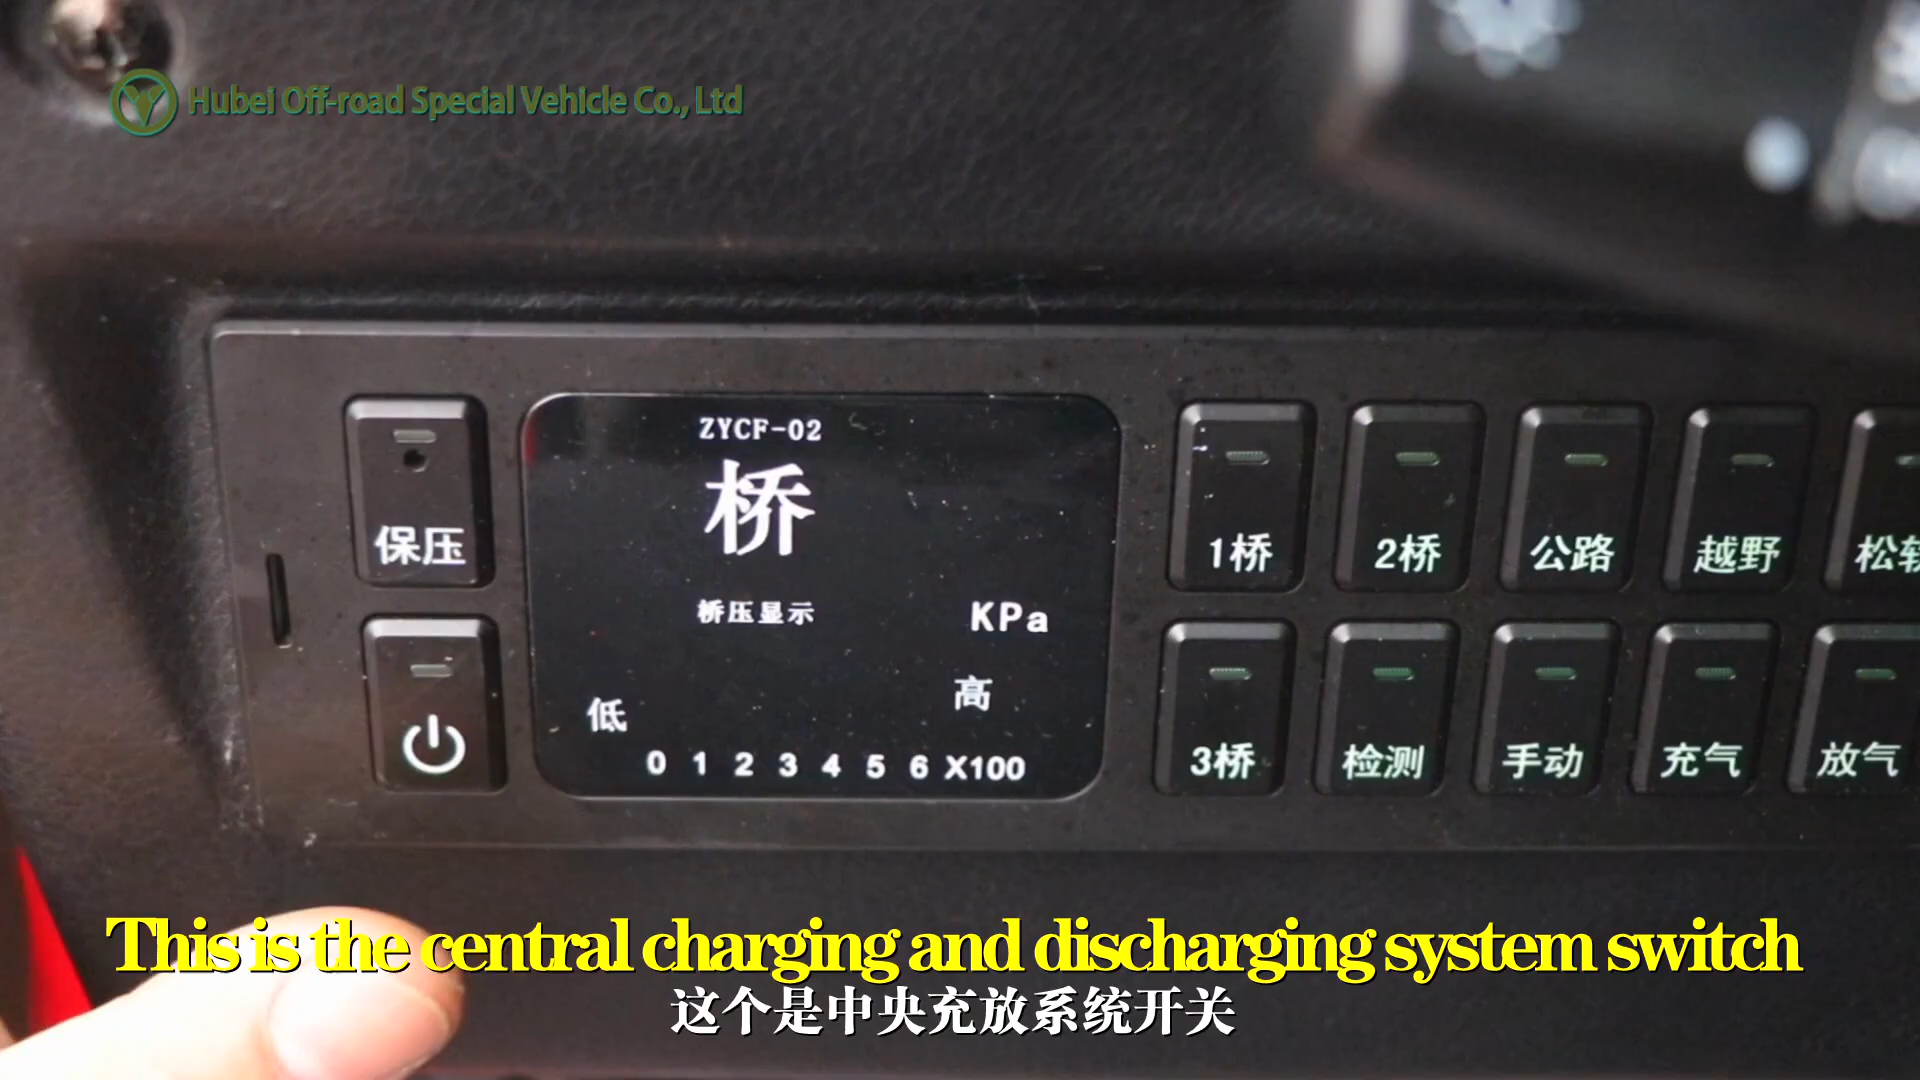 Hubei Off-road Special Vehicle Co., Ltd
保压
ZYCF-02
桥
桥压显示
KPa
低
高
0 1 2 3 4 5 6 X100
1桥
2桥
公路
越野
松软
3桥
检测
手动
充气
放气
This is the central charging and discharging system switch
这个是中央充放系统开关